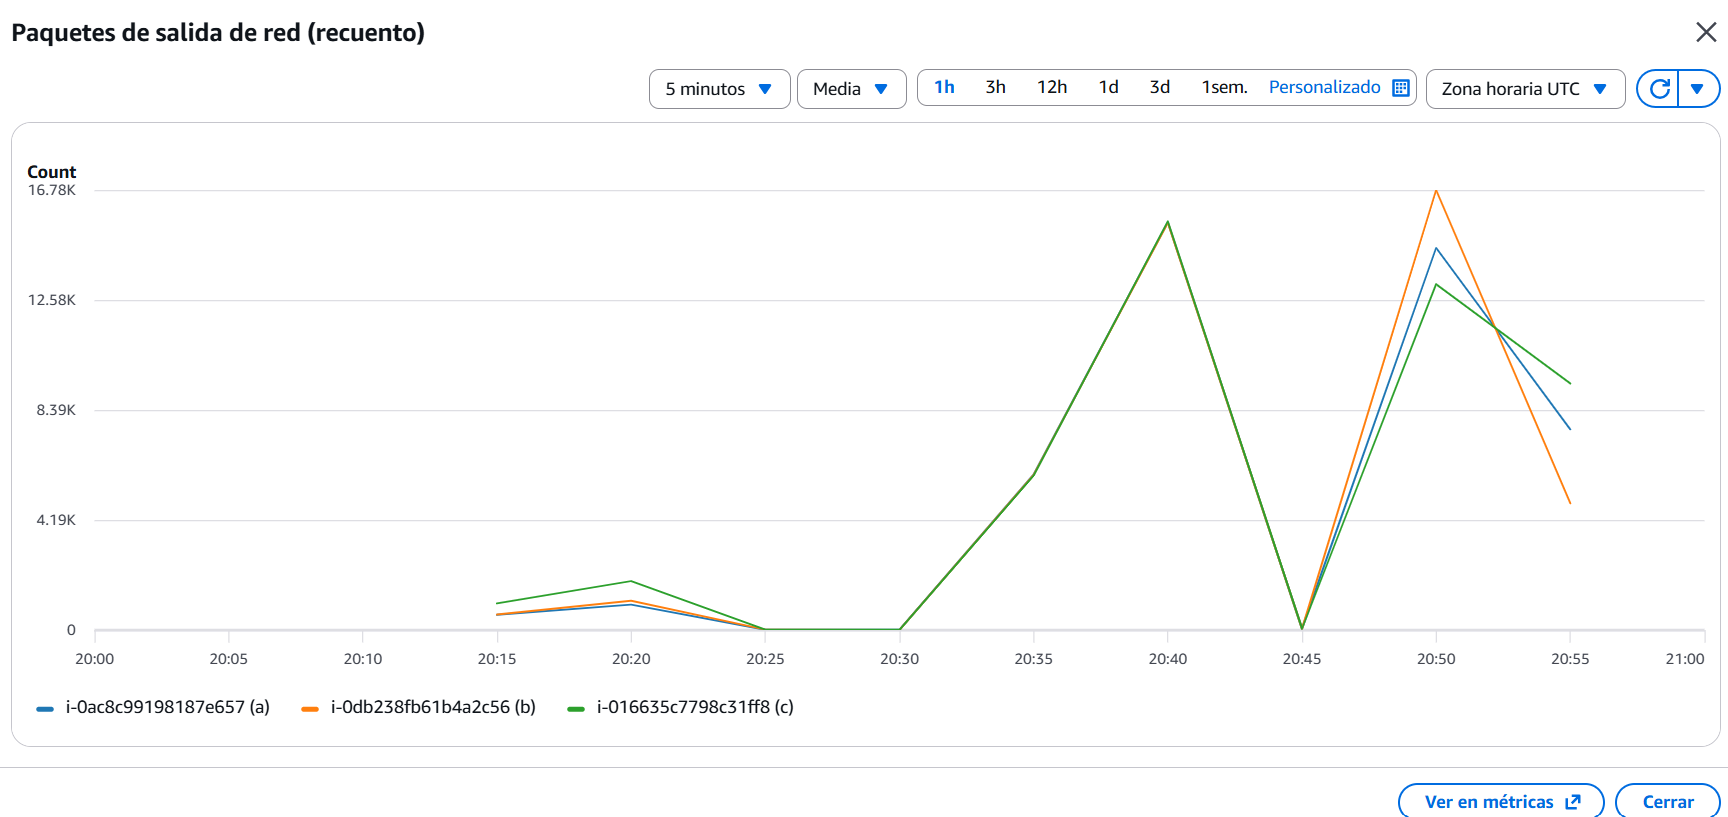 Paquetes de salida de red (recuento)
5 minutos Media 1h 3h 12h 1d 3d 1sem. Personalizado Zona horaria UTC
Count
16.78K
12.58K
8.39K
4.19K
0
20:00 20:05 20:10 20:15 20:20 20:25 20:30 20:35 20:40 20:45 20:50 20:55 21:00
i-0ac8c99198187e657 (a) i-0db238fb61b4a2c56 (b) i-016635c7798c31ff8 (c)
Ver en métricas Cerrar